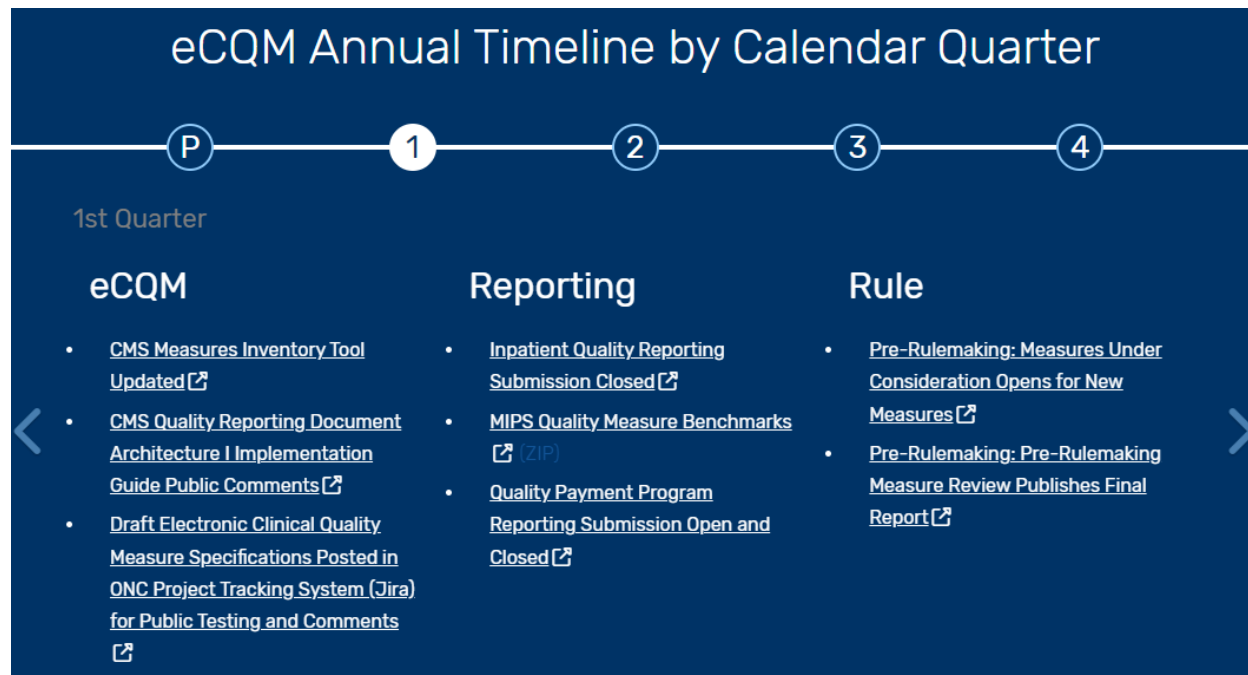 eCQM Annual Timeline by Calendar Quarter
P 1 2 3 4
1st Quarter
eCQM
• CMS Measures Inventory Tool
Updated
• CMS Quality Reporting Document
Architecture I Implementation
Guide Public Comments
• Draft Electronic Clinical Quality
Measure Specifications Posted in
ONC Project Tracking System (Jira)
for Public Testing and Comments
Reporting
• Inpatient Quality Reporting
Submission Closed
• MIPS Quality Measure Benchmarks
(ZIP)
• Quality Payment Program
Reporting Submission Open and
Closed
Rule
• Pre-Rulemaking: Measures Under
Consideration Opens for New
Measures
• Pre-Rulemaking: Pre-Rulemaking
Measure Review Publishes Final
Report